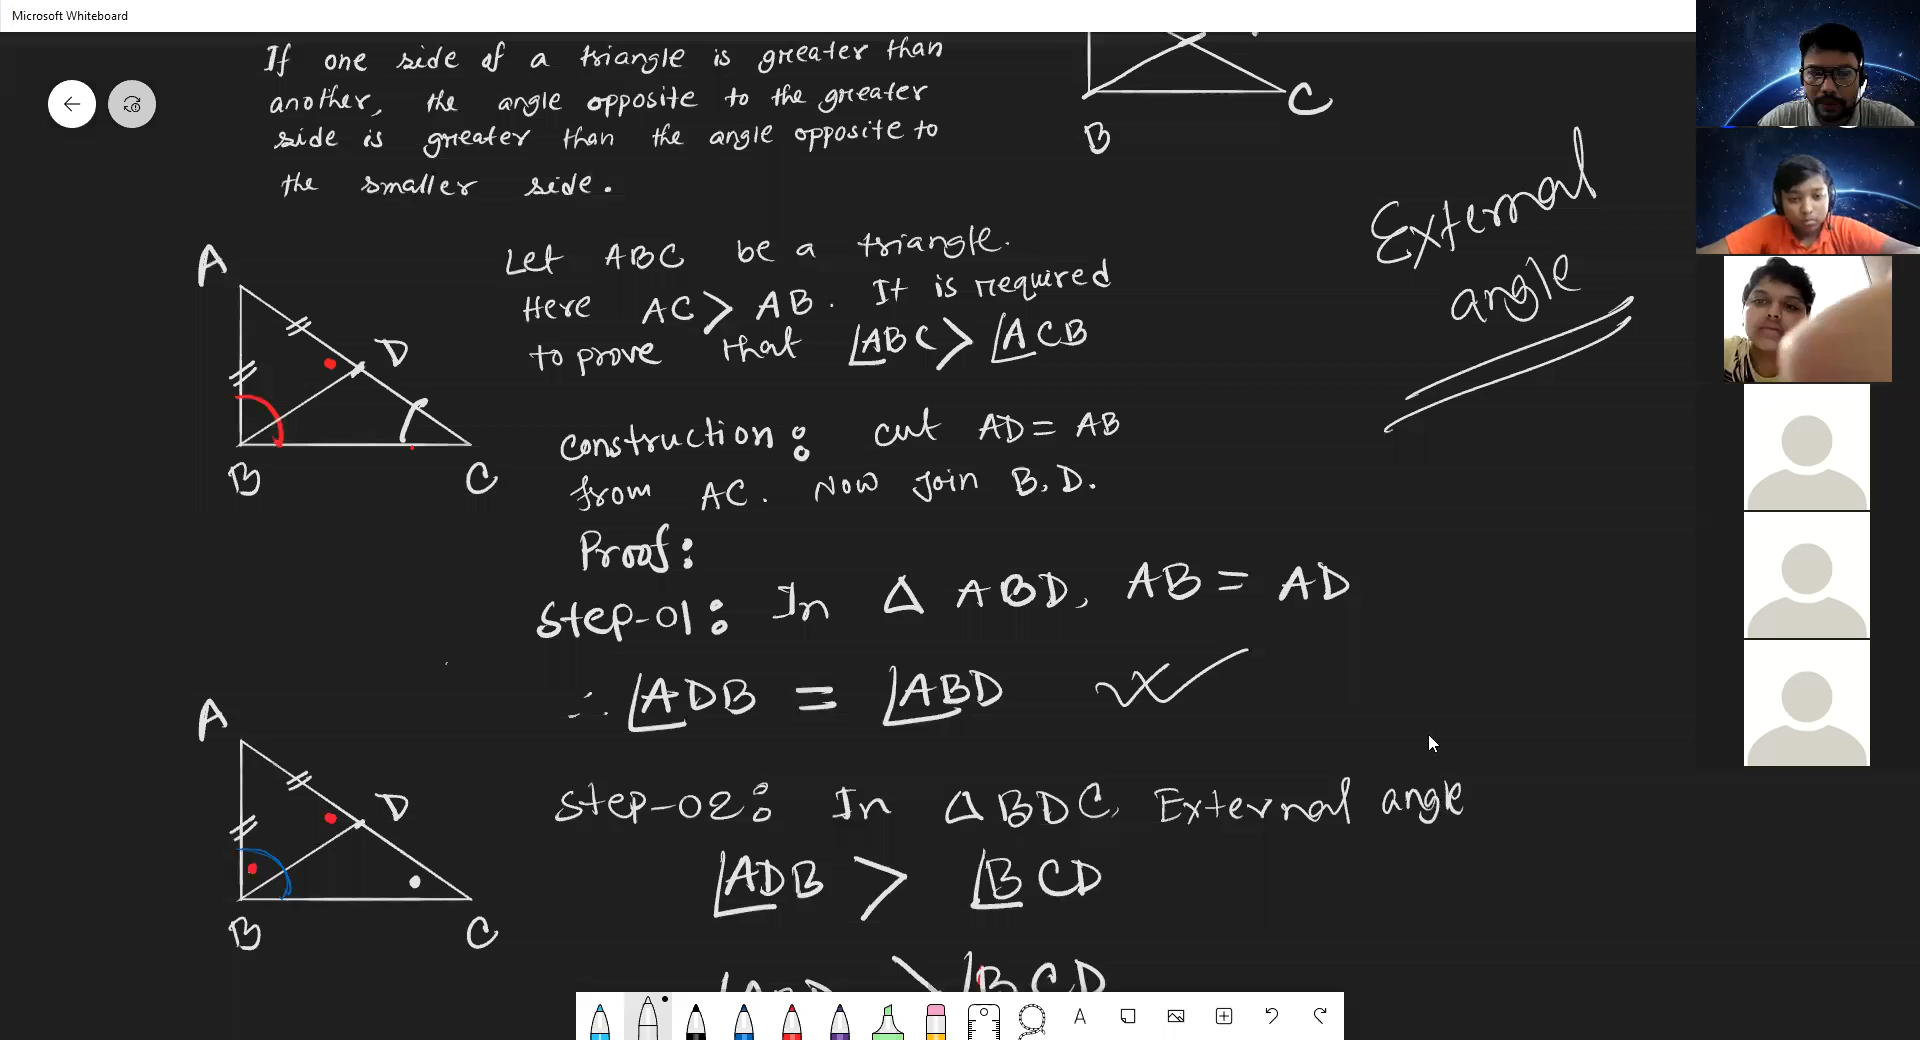 Microsoft Whiteboard
If one side of a triangle is greater than
another, the angle opposite to the greater
side is greater than the angle opposite to
the smaller side.
B
C
External
angle
A
D
B
C
Let ABC be a triangle.
Here AC > AB. It is required
to prove that ∠ABC > ∠ACB
construction: cut AD = AB
from AC. Now join B, D.
Proof:
Step-01: In Δ ABD, AB = AD
∴ ∠ADB = ∠ABD
A
D
B
C
Step-02: In ΔBDC, External angle
∠ADB > ∠BCD
∠ABD > ∠BCD
A